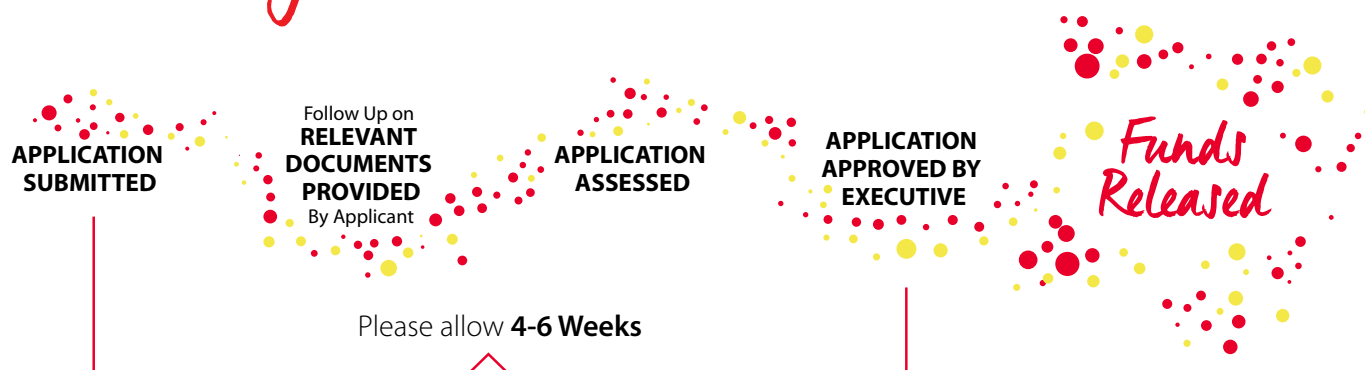 APPLICATION
SUBMITTED
Follow Up on
RELEVANT
DOCUMENTS
PROVIDED
By Applicant
APPLICATION
ASSESSED
APPLICATION
APPROVED BY
EXECUTIVE
Funds
Released
Please allow 4-6 Weeks